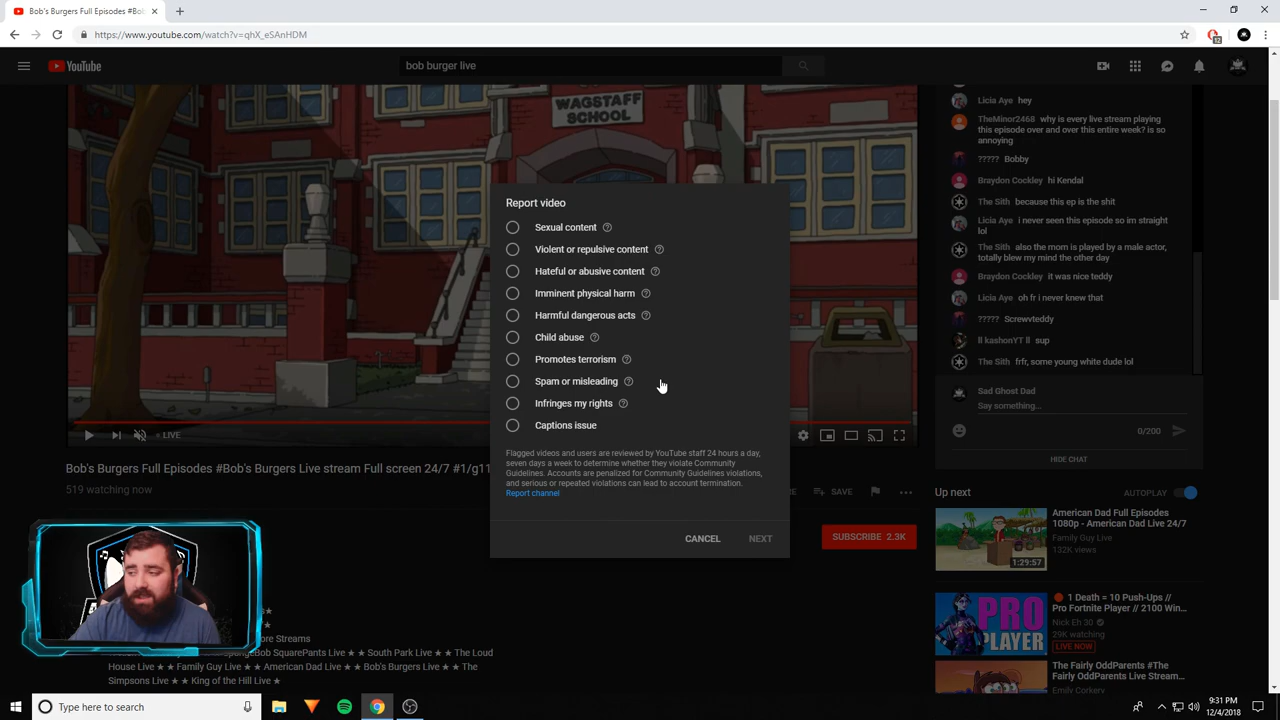 Bob's Burgers Full Episodes #Bol
https://www.youtube.com/watch?v=qhX_eSAnHDM
12
YouTube
bob burger live
WAGSTAFF
SCHOOL
Report video
Sexual content
Violent or repulsive content
Hateful or abusive content
Imminent physical harm
Harmful dangerous acts
Child abuse
Promotes terrorism
Spam or misleading
Infringes my rights
Captions issue
Flagged videos and users are reviewed by YouTube staff 24 hours a day,
seven days a week to determine whether they violate Community
Guidelines. Accounts are penalized for Community Guidelines violations,
and serious or repeated violations can lead to account termination.
Report channel
CANCEL NEXT
Licia Aye hey
TheMinor2468 why is every live stream playing
this episode over and over this entire week? is so
annoying
????? Bobby
Braydon Cockley hi Kendal
The Sith because this ep is the shit
Licia Aye i never seen this episode so im straight
lol
The Sith also the mom is played by a male actor,
totally blew my mind the other day
Braydon Cockley it was nice teddy
Licia Aye oh fr i never knew that
????? Screwvteddy
ll kashonYT ll sup
The Sith frfr, some young white dude lol
Sad Ghost Dad
Say something...
0/200
HIDE CHAT
LIVE
Bob's Burgers Full Episodes #Bob's Burgers Live stream Full screen 24/7 #1/g11
519 watching now
SAVE
SUBSCRIBE 2.3K
Up next
AUTOPLAY
American Dad Full Episodes
1080p - American Dad Live 24/7
Family Guy Live
132K views
1:29:57
PRO
PLAYER
1 Death = 10 Push-Ups //
Pro Fortnite Player // 2100 Win...
Nick Eh 30
29K watching
LIVE NOW
The Fairly OddParents #The
Fairly OddParents Live Stream...
Emily Corkery
ore Streams
SpongeBob SquarePants Live ★ ★ South Park Live ★ ★ The Loud
House Live ★ ★ Family Guy Live ★ ★ American Dad Live ★ ★ Bob's Burgers Live ★ ★ The
Simpsons Live ★ ★ King of the Hill Live ★
Type here to search
9:31 PM
12/4/2018